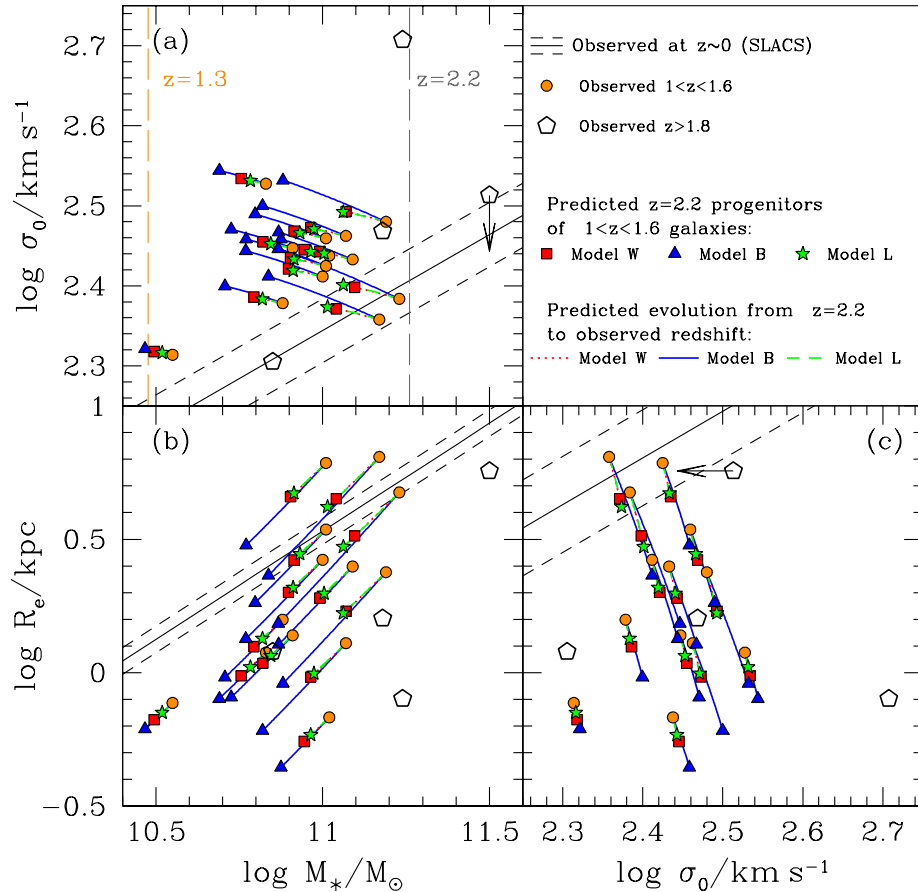 2.7
2.6
2.5
2.4
2.3
log σ₀/km s⁻¹
(a)
z=1.3
z=2.2
Observed at z~0 (SLACS)
Observed 1<z<1.6
Observed z>1.8
Predicted z=2.2 progenitors
of 1<z<1.6 galaxies:
Model W Model B Model L
Predicted evolution from z=2.2
to observed redshift:
Model W Model B Model L
1
0.5
0
−0.5
log Rₑ/kpc
(b)
10.5 11 11.5
log M*/M⊙
(c)
2.3 2.4 2.5 2.6 2.7
log σ₀/km s⁻¹